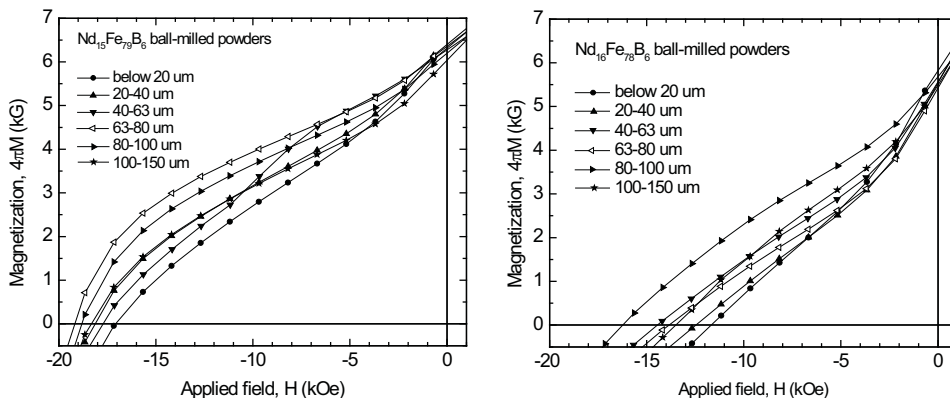 Nd15Fe79B6 ball-milled powders
below 20 um
20-40 um
40-63 um
63-80 um
80-100 um
100-150 um
Magnetization, 4πM (kG)
7
6
5
4
3
2
1
0
-20 -15 -10 -5 0
Applied field, H (kOe)
Nd16Fe78B6 ball-milled powders
below 20 um
20-40 um
40-63 um
63-80 um
80-100 um
100-150 um
Magnetization, 4πM (kG)
7
6
5
4
3
2
1
0
-20 -15 -10 -5 0
Applied field, H (kOe)